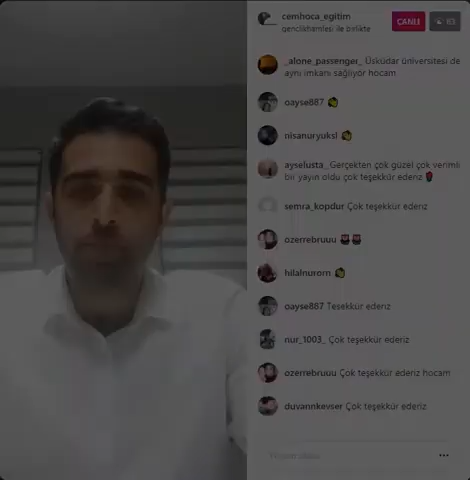 cemhoca_egitim
genclikhamlesi ile birlikte
CANLI
_alone_passenger_ Üsküdar üniversitesi de
aynı imkanı sağlıyor hocam
oayse887
nisanuryuksl
ayselusta_ Gerçekten çok güzel çok verimli
bir yayın oldu çok teşekkür ederiz
semra_kopdur Çok teşekkür ederiz
ozerrebruuu
hilalnurorn
oayse887 Tesekkür ederiz
nur_1003_ Çok teşekkür ederiz
ozerrebruuu Çok teşekkür ederiz hocam
duvannkevser Çok teşekkür ederiz